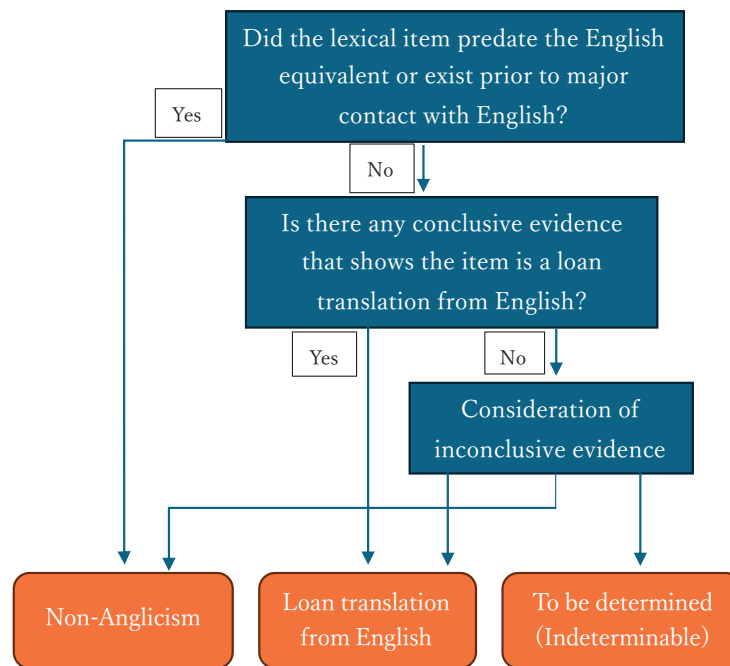 Did the lexical item predate the English
equivalent or exist prior to major
contact with English?
Yes
No
Is there any conclusive evidence
that shows the item is a loan
translation from English?
Yes
No
Consideration of
inconclusive evidence
Non-Anglicism
Loan translation
from English
To be determined
(Indeterminable)